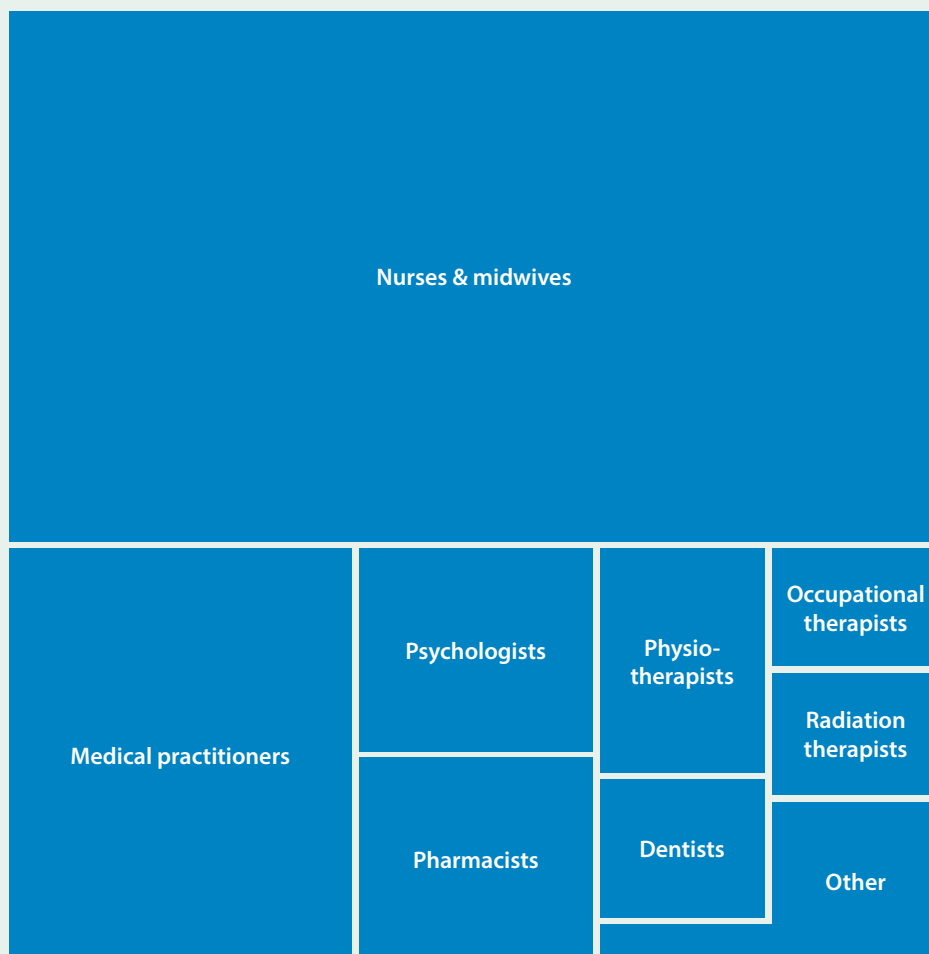 Nurses & midwives
Medical practitioners
Psychologists
Pharmacists
Physio-
therapists
Dentists
Occupational
therapists
Radiation
therapists
Other